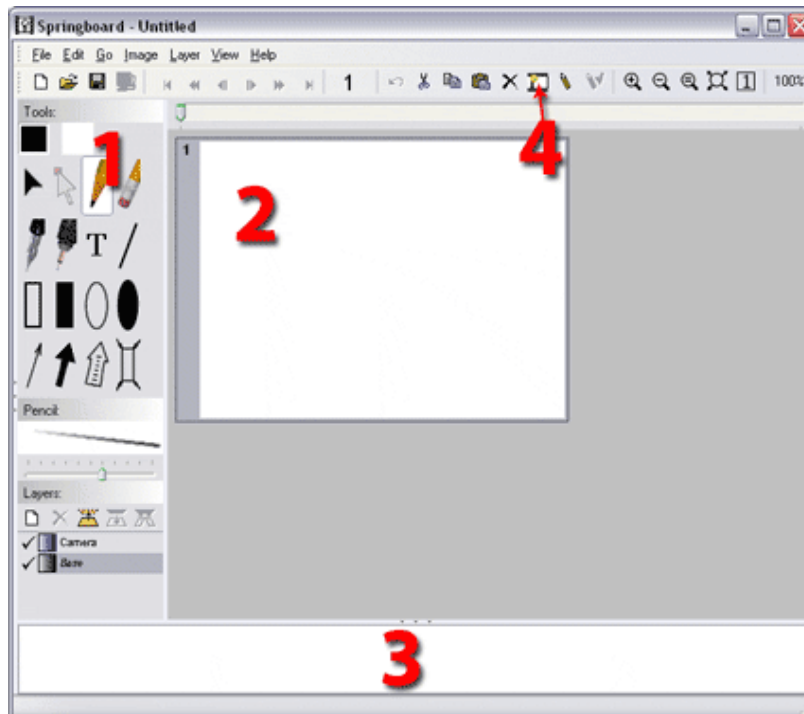 Springboard - Untitled
File Edit Go Image Layer View Help
1 1 100%
Tools:
1
4
1
2
T
Pencil:
Layers:
Camera
Base
3